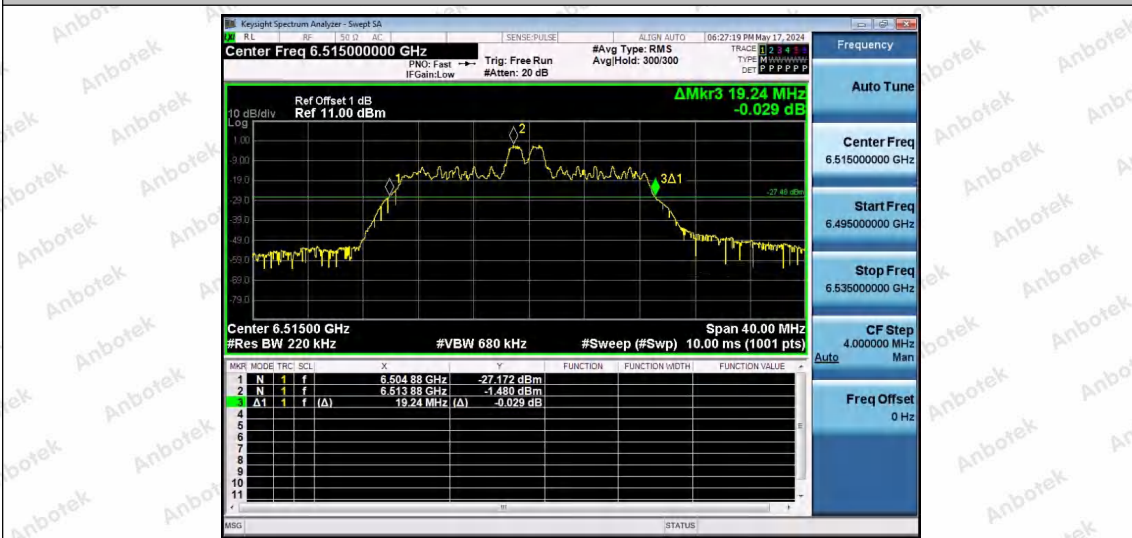 Keysight Spectrum Analyzer - Swept SA
RL RF 50 Ω AC SENSE:PULSE ALIGN AUTO 06:27:19 PM May 17, 2024
Center Freq 6.515000000 GHz
PNO: Fast
IFGain:Low
Trig: Free Run
#Atten: 20 dB
#Avg Type: RMS
Avg|Hold: 300/300
TRACE 1 2 3 4 5 6
TYPE M W W W W W
DET P P P P P P
Frequency
Auto Tune
Center Freq
6.515000000 GHz
Start Freq
6.495000000 GHz
Stop Freq
6.535000000 GHz
CF Step
4.000000 MHz
Auto Man
Freq Offset
0 Hz
ΔMkr3 19.24 MHz
-0.029 dB
Ref Offset 1 dB
10 dB/div Ref 11.00 dBm
Log
1.00
-9.00
-19.0
-29.0
-39.0
-49.0
-59.0
-69.0
-79.0
1
2
3Δ1
-27.48 dBm
Center 6.51500 GHz Span 40.00 MHz
#Res BW 220 kHz #VBW 680 kHz #Sweep (#Swp) 10.00 ms (1001 pts)
MKR MODE TRC SCL X Y FUNCTION FUNCTION WIDTH FUNCTION VALUE
1 N 1 f 6.504 88 GHz -27.172 dBm
2 N 1 f 6.513 88 GHz -1.480 dBm
3 Δ1 1 f (Δ) 19.24 MHz (Δ) -0.029 dB
4
5
6
7
8
9
10
11
MSG STATUS
Anbotek